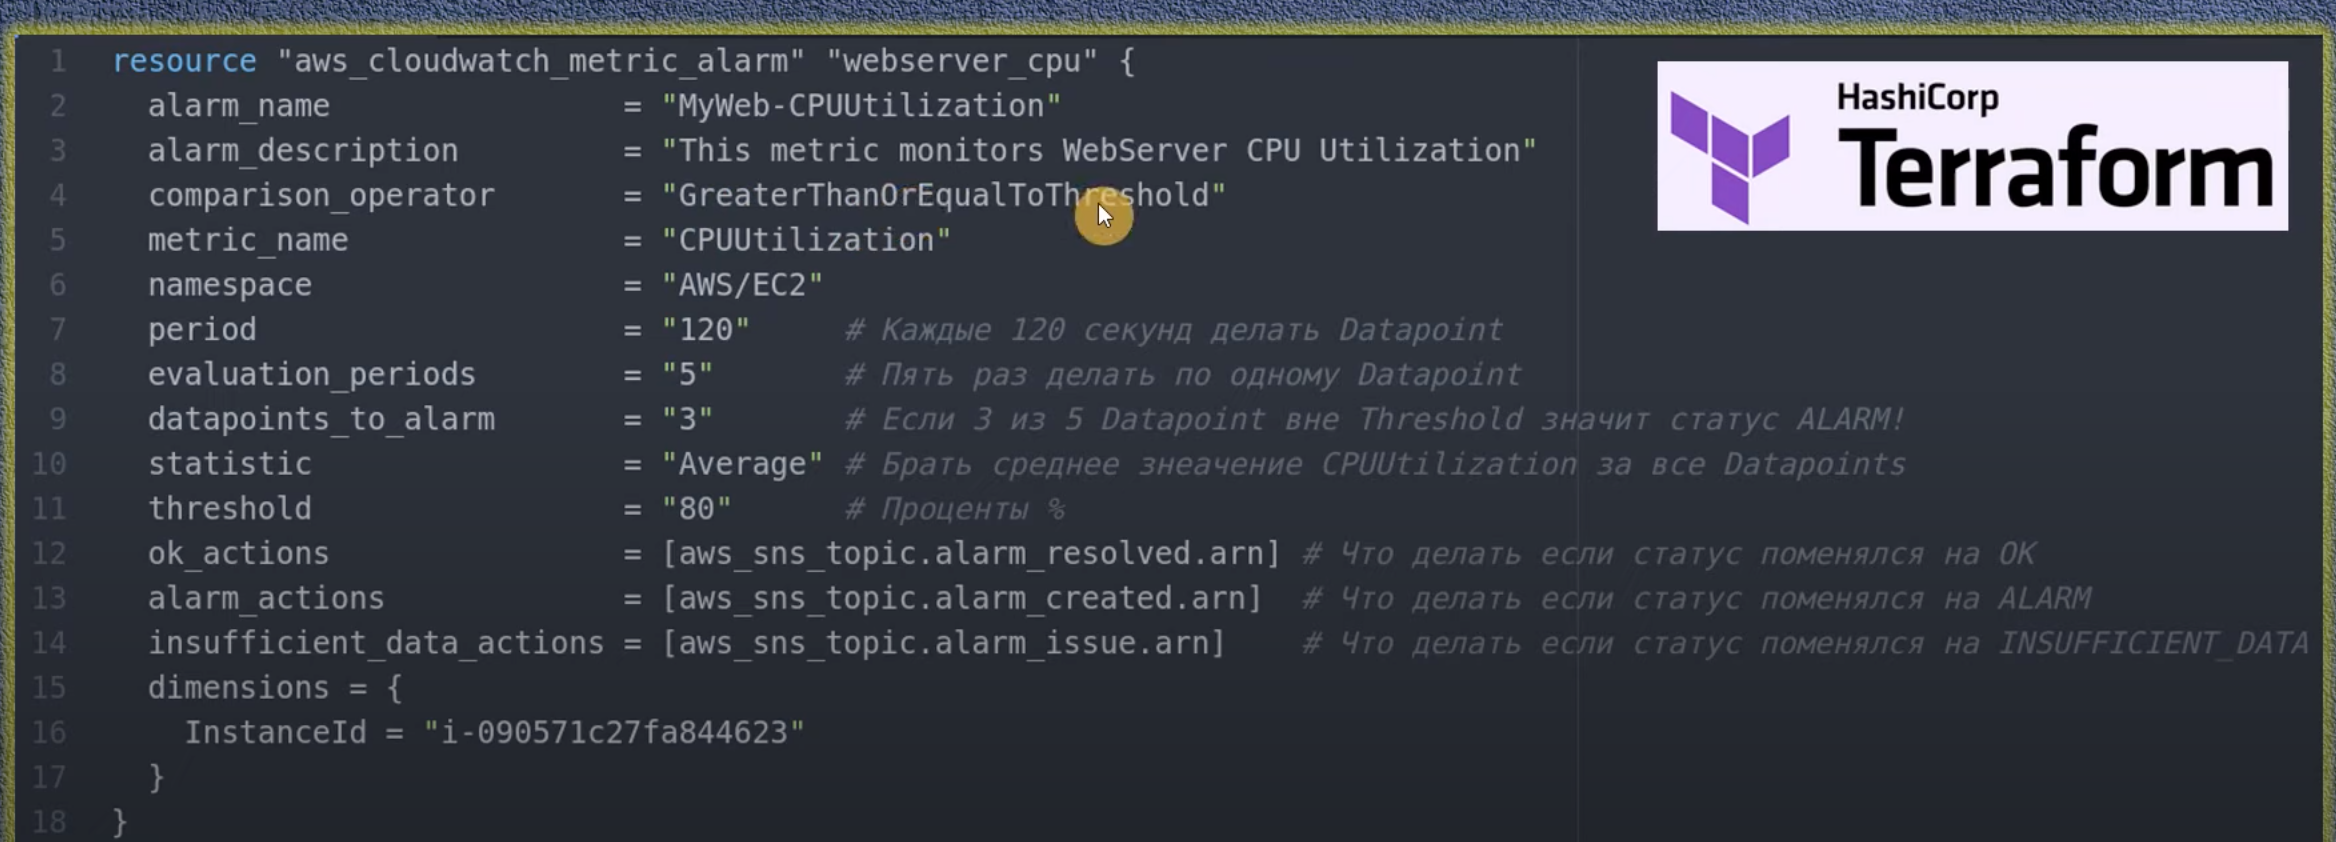 1 resource "aws_cloudwatch_metric_alarm" "webserver_cpu" {
HashiCorp
Terraform
2 alarm_name = "MyWeb-CPUUtilization"
3 alarm_description = "This metric monitors WebServer CPU Utilization"
4 comparison_operator = "GreaterThanOrEqualToThreshold"
5 metric_name = "CPUUtilization"
6 namespace = "AWS/EC2"
7 period = "120" # Каждые 120 секунд делать Datapoint
8 evaluation_periods = "5" # Пять раз делать по одному Datapoint
9 datapoints_to_alarm = "3" # Если 3 из 5 Datapoint вне Threshold значит статус ALARM!
10 statistic = "Average" # Брать среднее знеачение CPUUtilization за все Datapoints
11 threshold = "80" # Проценты %
12 ok_actions = [aws_sns_topic.alarm_resolved.arn] # Что делать если статус поменялся на OK
13 alarm_actions = [aws_sns_topic.alarm_created.arn] # Что делать если статус поменялся на ALARM
14 insufficient_data_actions = [aws_sns_topic.alarm_issue.arn] # Что делать если статус поменялся на INSUFFICIENT_DATA
15 dimensions = {
16 InstanceId = "i-090571c27fa844623"
17 }
18 }